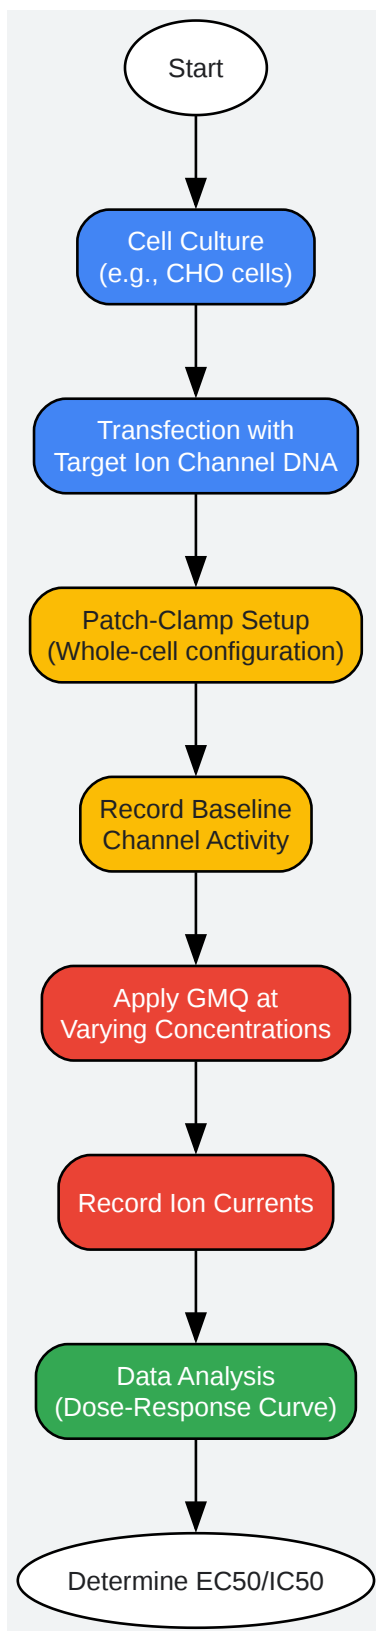 Start
Cell Culture
(e.g., CHO cells)
Transfection with
Target Ion Channel DNA
Patch-Clamp Setup
(Whole-cell configuration)
Record Baseline
Channel Activity
Apply GMQ at
Varying Concentrations
Record Ion Currents
Data Analysis
(Dose-Response Curve)
Determine EC50/IC50